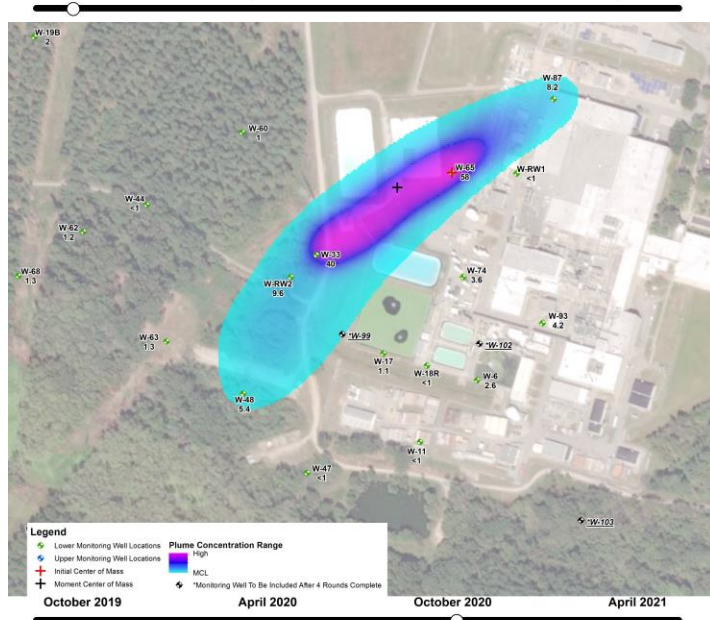 W-19B
2
W-87
8.2
W-60
1
W-65
58
W-RW1
<1
W-44
<1
W-62
1.2
W-33
40
W-68
1.3
W-RW2
9.6
W-74
3.6
W-93
4.2
*W-99
W-63
1.3
*W-102
W-17
1.1
W-18R
<1
W-6
2.6
W-48
5.4
W-11
<1
W-47
<1
*W-103
Legend
Lower Monitoring Well Locations
Upper Monitoring Well Locations
Initial Center of Mass
Moment Center of Mass
Plume Concentration Range
High
MCL
*Monitoring Well To Be Included After 4 Rounds Complete
October 2019 April 2020 October 2020 April 2021